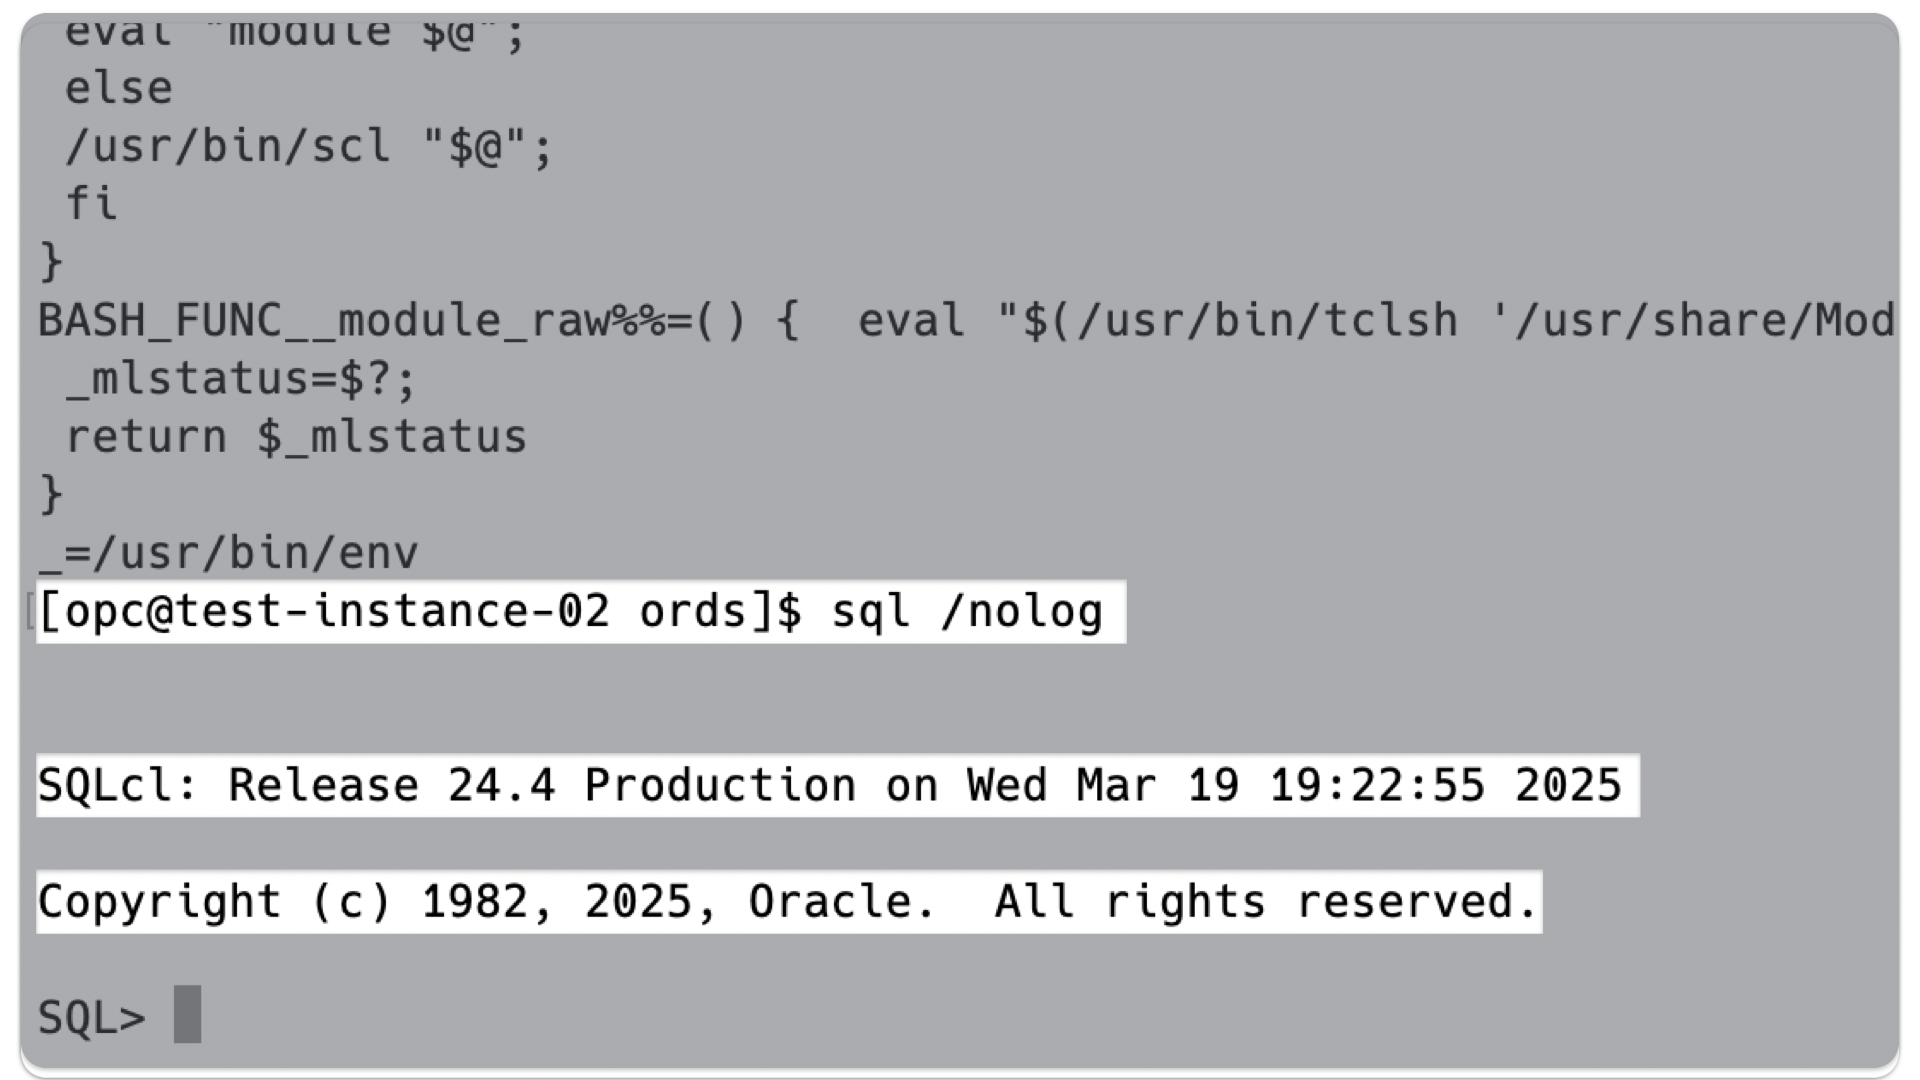 eval "module $@";
else
/usr/bin/scl "$@";
fi
}
BASH_FUNC__module_raw%%=() {  eval "$(/usr/bin/tclsh '/usr/share/Mod
_mlstatus=$?;
return $_mlstatus
}
_=/usr/bin/env
[opc@test-instance-02 ords]$ sql /nolog
SQLcl: Release 24.4 Production on Wed Mar 19 19:22:55 2025
Copyright (c) 1982, 2025, Oracle.  All rights reserved.
SQL>